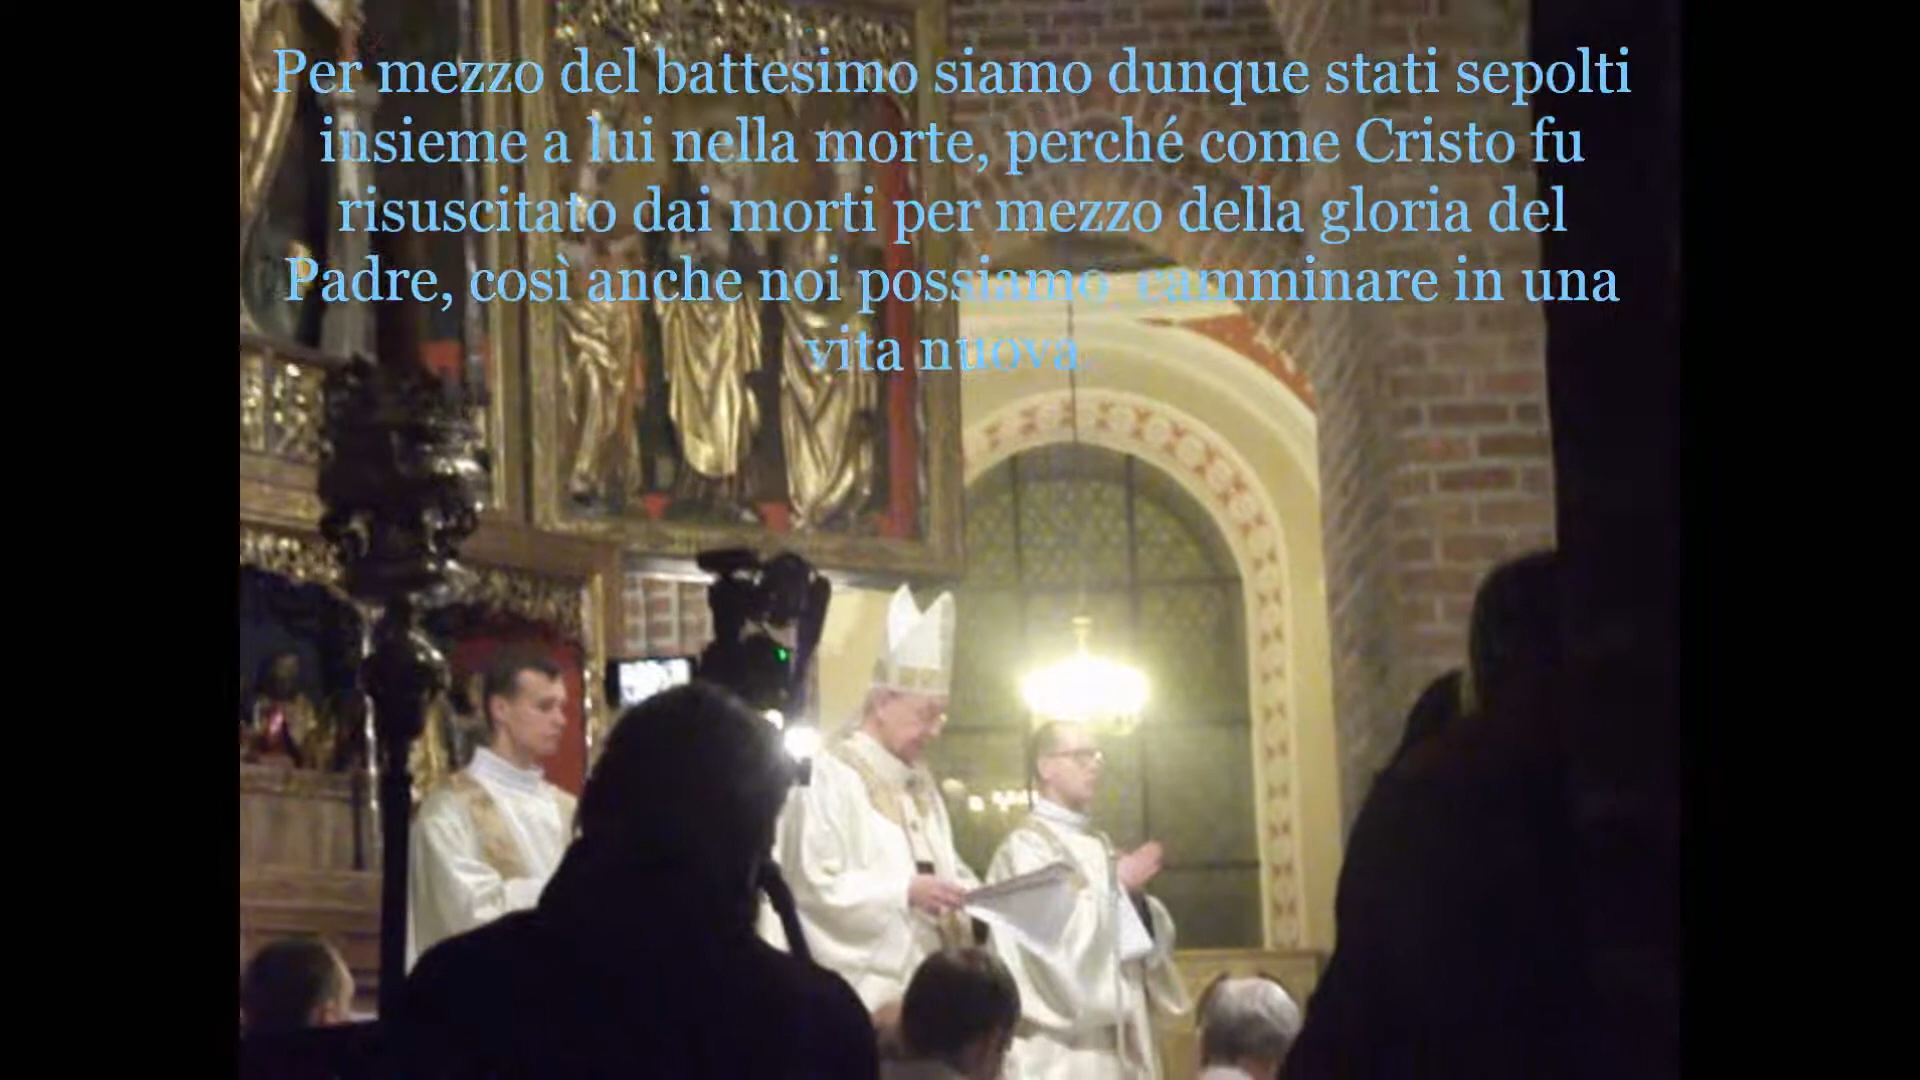 Per mezzo del battesimo siamo dunque stati sepolti
insieme a lui nella morte, perché come Cristo fu
risuscitato dai morti per mezzo della gloria del
Padre, così anche noi possiamo camminare in una
vita nuova